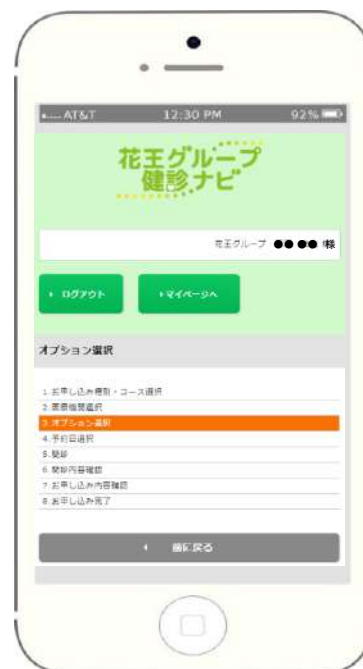 AT&T 12:30 PM 92%
花王グループ
健診ナビ
花王グループ ●● ●● 様
ログアウト マイページへ
オプション選択
1.お申し込み種別・コース選択
2.医療機関選択
3.オプション選択
4.予約日選択
5.問診
6.問診内容確認
7.お申し込み内容確認
8.お申し込み完了
前に戻る